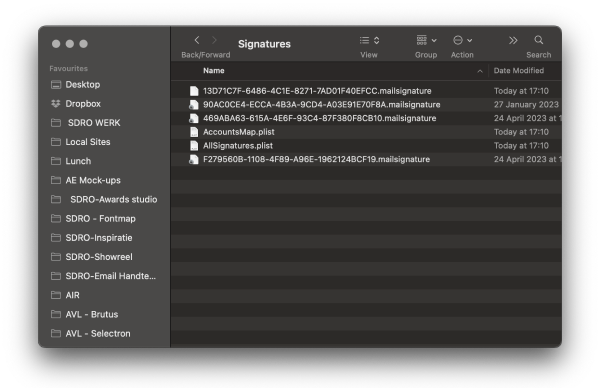 Signatures
Back/Forward View Group Action Search
Favourites
Desktop
Dropbox
SDRO WERK
Local Sites
Lunch
AE Mock-ups
SDRO-Awards studio
SDRO - Fontmap
SDRO-Inspiratie
SDRO-Showreel
SDRO-Email Handte...
AIR
AVL - Brutus
AVL - Selectron
Name Date Modified
13D71C7F-6486-4C1E-8271-7AD01F40EFCC.mailsignature Today at 17:10
90AC0CE4-ECCA-4B3A-9CD4-A03E91E70F8A.mailsignature 27 January 2023
469ABA63-615A-4E6F-93C4-87F380F8CB10.mailsignature 24 April 2023 at 1
AccountsMap.plist Today at 17:10
AllSignatures.plist Today at 17:10
F279560B-1108-4F89-A96E-1962124BCF19.mailsignature 24 April 2023 at 1